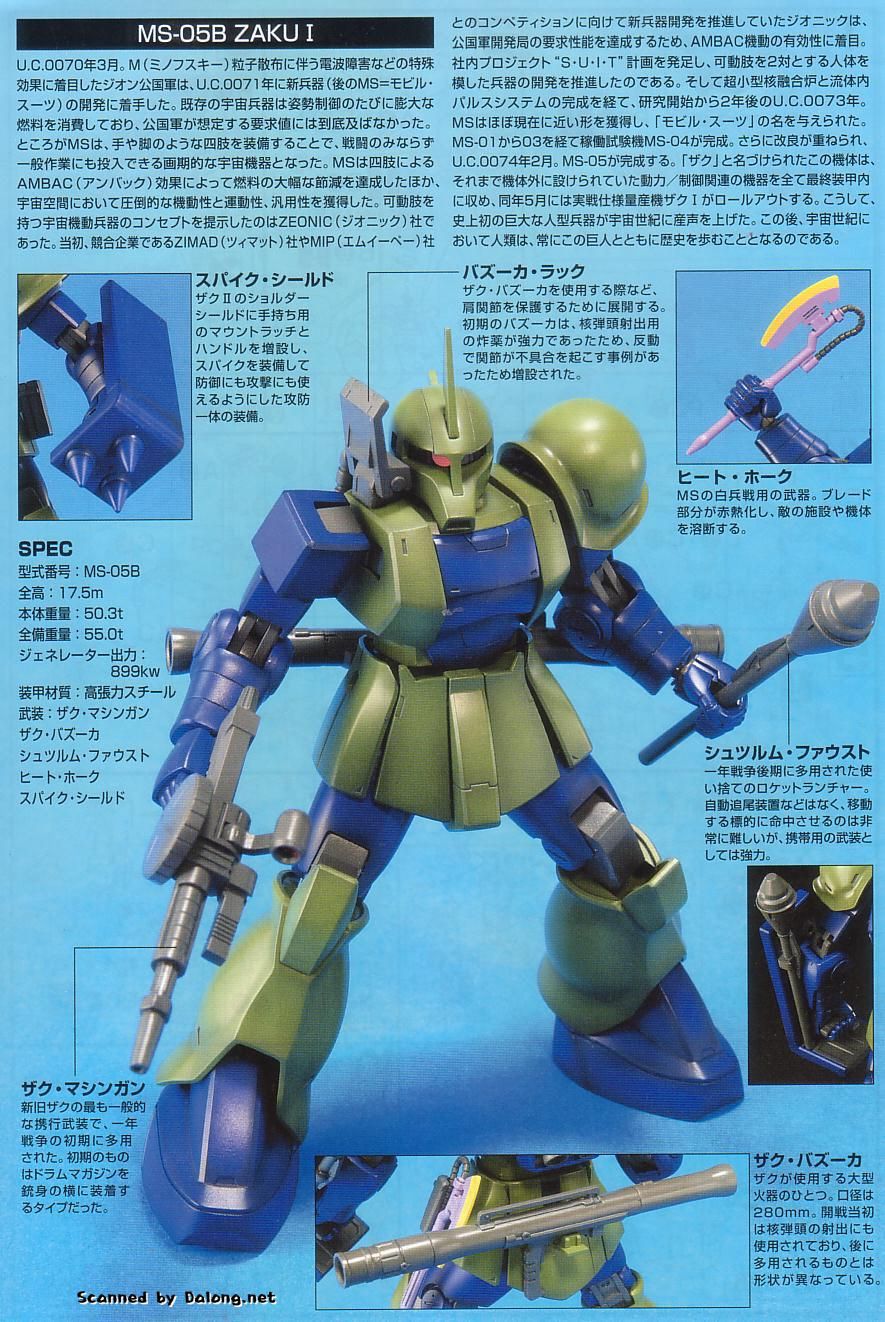 MS-05B ZAKU I
U.C.0070年3月。M(ミノフスキー)粒子散布に伴う電波障害などの特殊
効果に着目したジオン公国軍は、U.C.0071年に新兵器(後のMS=モビル・
スーツ)の開発に着手した。既存の宇宙兵器は姿勢制御のたびに膨大な
燃料を消費しており、公国軍が想定する要求値には到底及ばなかった。
ところがMSは、手や脚のような四肢を装備することで、戦闘のみならず
一般作業にも投入できる画期的な宇宙機器となった。MSは四肢による
AMBAC(アンバック)効果によって燃料の大幅な節減を達成したほか、
宇宙空間において圧倒的な機動性と運動性、汎用性を獲得した。可動肢を
持つ宇宙機動兵器のコンセプトを提示したのはZEONIC(ジオニック)社で
あった。当初、競合企業であるZIMAD(ツィマット)社やMIP(エムイーペー)社
とのコンペティションに向けて新兵器開発を推進していたジオニックは、
公国軍開発局の要求性能を達成するため、AMBAC機動の有効性に着目。
社内プロジェクト“S・U・I・T”計画を発足し、可動肢を2対とする人体を
模した兵器の開発を推進したのである。そして超小型核融合炉と流体内
パルスシステムの完成を経て、研究開始から2年後のU.C.0073年。
MSはほぼ現在に近い形を獲得し、「モビル・スーツ」の名を与えられた。
MS-01から03を経て稼働試験機MS-04が完成。さらに改良が重ねられ、
U.C.0074年2月。MS-05が完成する。「ザク」と名づけられたこの機体は、
それまで機体外に設けられていた動力/制御関連の機器を全て最終装甲内
に収め、同年5月には実戦仕様量産機ザクⅠがロールアウトする。こうして、
史上初の巨大な人型兵器が宇宙世紀に産声を上げた。この後、宇宙世紀に
おいて人類は、常にこの巨人とともに歴史を歩むこととなるのである。
スパイク・シールド
ザクⅡのショルダー
シールドに手持ち用
のマウントラッチと
ハンドルを増設し、
スパイクを装備して
防御にも攻撃にも使
えるようにした攻防
一体の装備。
バズーカ・ラック
ザク・バズーカを使用する際など、
肩関節を保護するために展開する。
初期のバズーカは、核弾頭射出用
の炸薬が強力であったため、反動
で関節が不具合を起こす事例があ
ったため増設された。
ヒート・ホーク
MSの白兵戦用の武器。ブレード
部分が赤熱化し、敵の施設や機体
を溶断する。
SPEC
型式番号:MS-05B
全高:17.5m
本体重量:50.3t
全備重量:55.0t
ジェネレーター出力:
899kw
装甲材質:高張力スチール
武装:ザク・マシンガン
ザク・バズーカ
シュツルム・ファウスト
ヒート・ホーク
スパイク・シールド
シュツルム・ファウスト
一年戦争後期に多用された使
い捨てのロケットランチャー。
自動追尾装置などはなく、移動
する標的に命中させるのは非
常に難しいが、携帯用の武装と
しては強力。
ザク・マシンガン
新旧ザクの最も一般的
な携行武装で、一年
戦争の初期に多用
された。初期のもの
はドラムマガジンを
銃身の横に装着す
るタイプだった。
ザク・バズーカ
ザクが使用する大型
火器のひとつ。口径は
280mm。開戦当初
は核弾頭の射出にも
使用されており、後に
多用されるものとは
形状が異なっている。
Scanned by Dalong.net